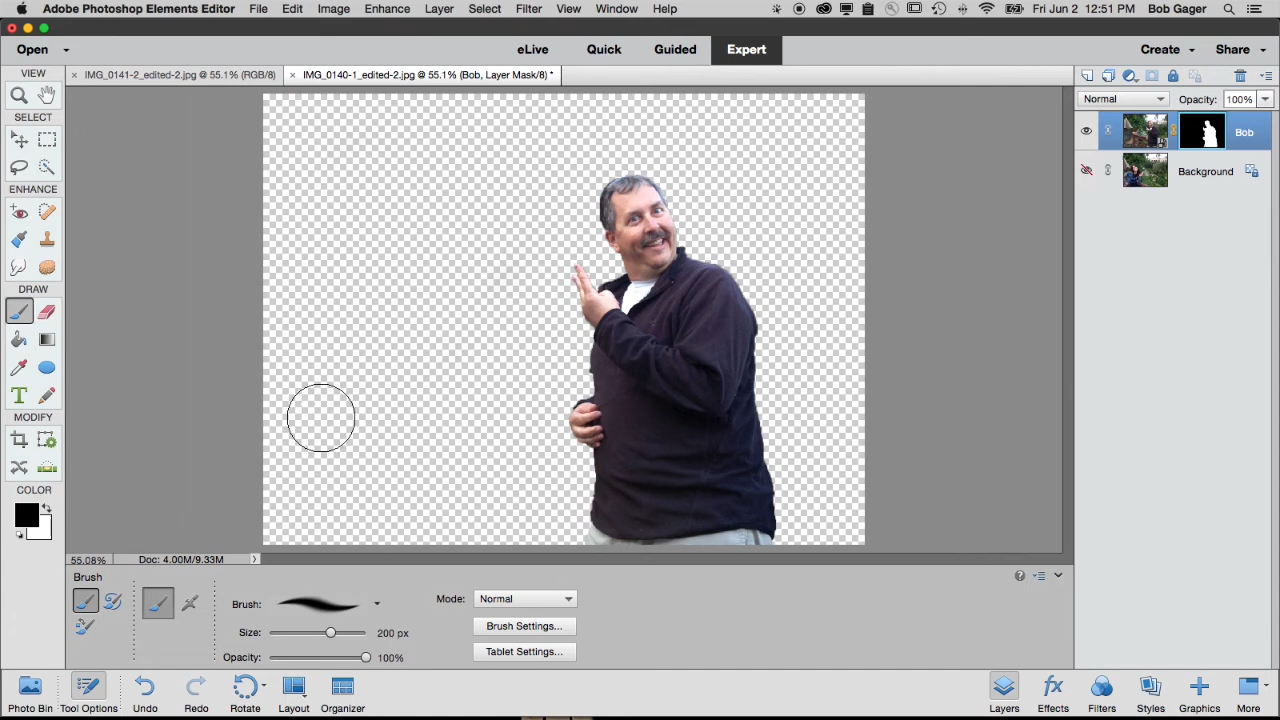 Adobe Photoshop Elements Editor File Edit Image Enhance Layer Select Filter View Window Help Fri Jun 2 12:51 PM Bob Gager
Open eLive Quick Guided Expert Create Share
VIEW × IMG_0141-2_edited-2.jpg @ 55.1% (RGB/8) × IMG_0140-1_edited-2.jpg @ 55.1% (Bob, Layer Mask/8) *
Normal Opacity: 100%
SELECT
Bob
Background
ENHANCE
DRAW
T
MODIFY
COLOR
55.08% Doc: 4.00M/9.33M
Brush
Brush: Mode: Normal
Size: 200 px Brush Settings...
Opacity: 100% Tablet Settings...
Photo Bin Tool Options Undo Redo Rotate Layout Organizer Layers Effects Filters Styles Graphics More